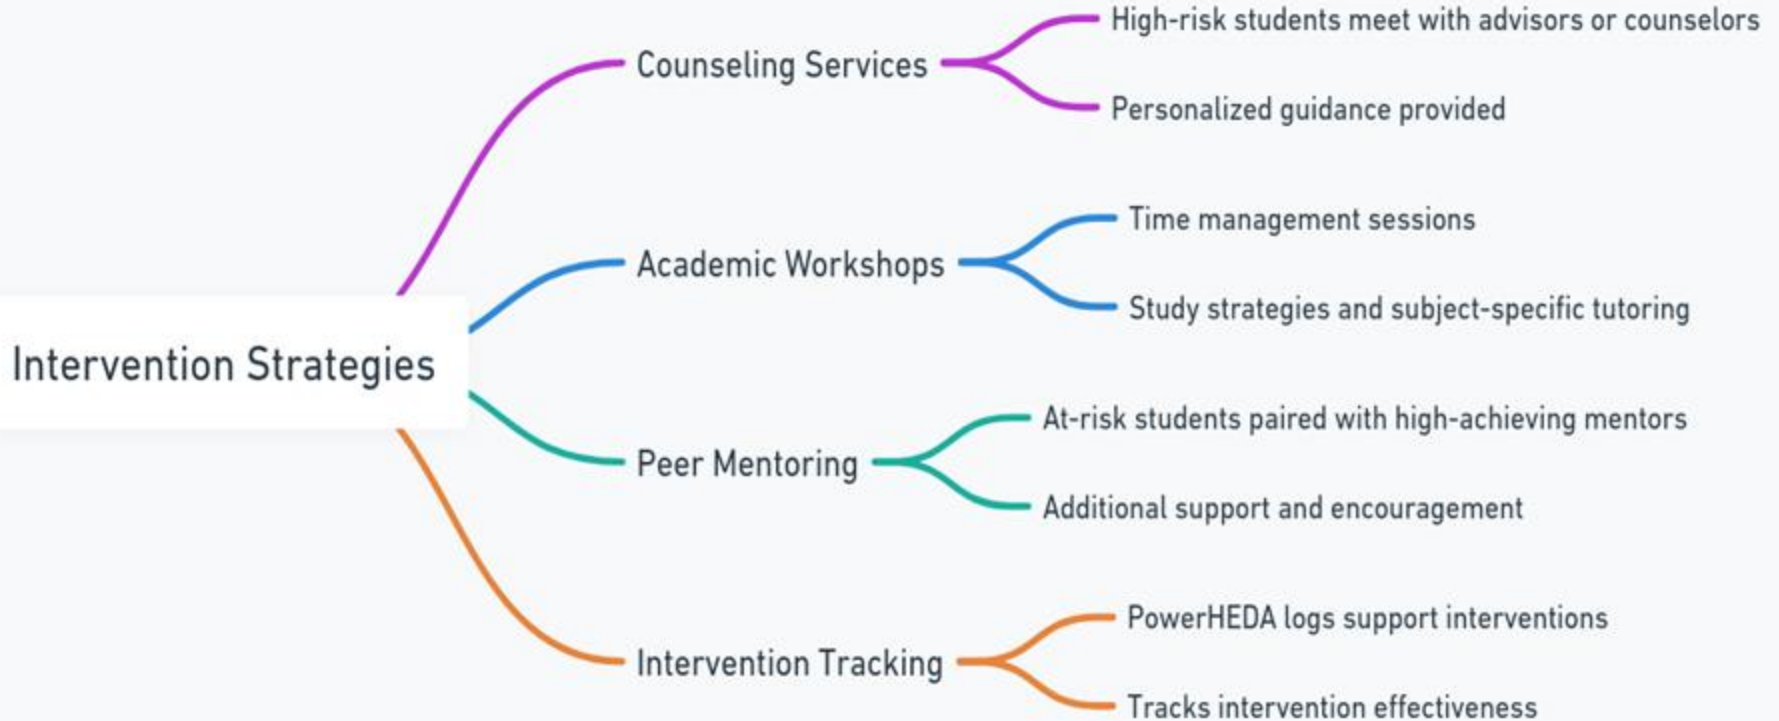 Intervention Strategies
Counseling Services
High-risk students meet with advisors or counselors
Personalized guidance provided
Academic Workshops
Time management sessions
Study strategies and subject-specific tutoring
Peer Mentoring
At-risk students paired with high-achieving mentors
Additional support and encouragement
Intervention Tracking
PowerHEDA logs support interventions
Tracks intervention effectiveness